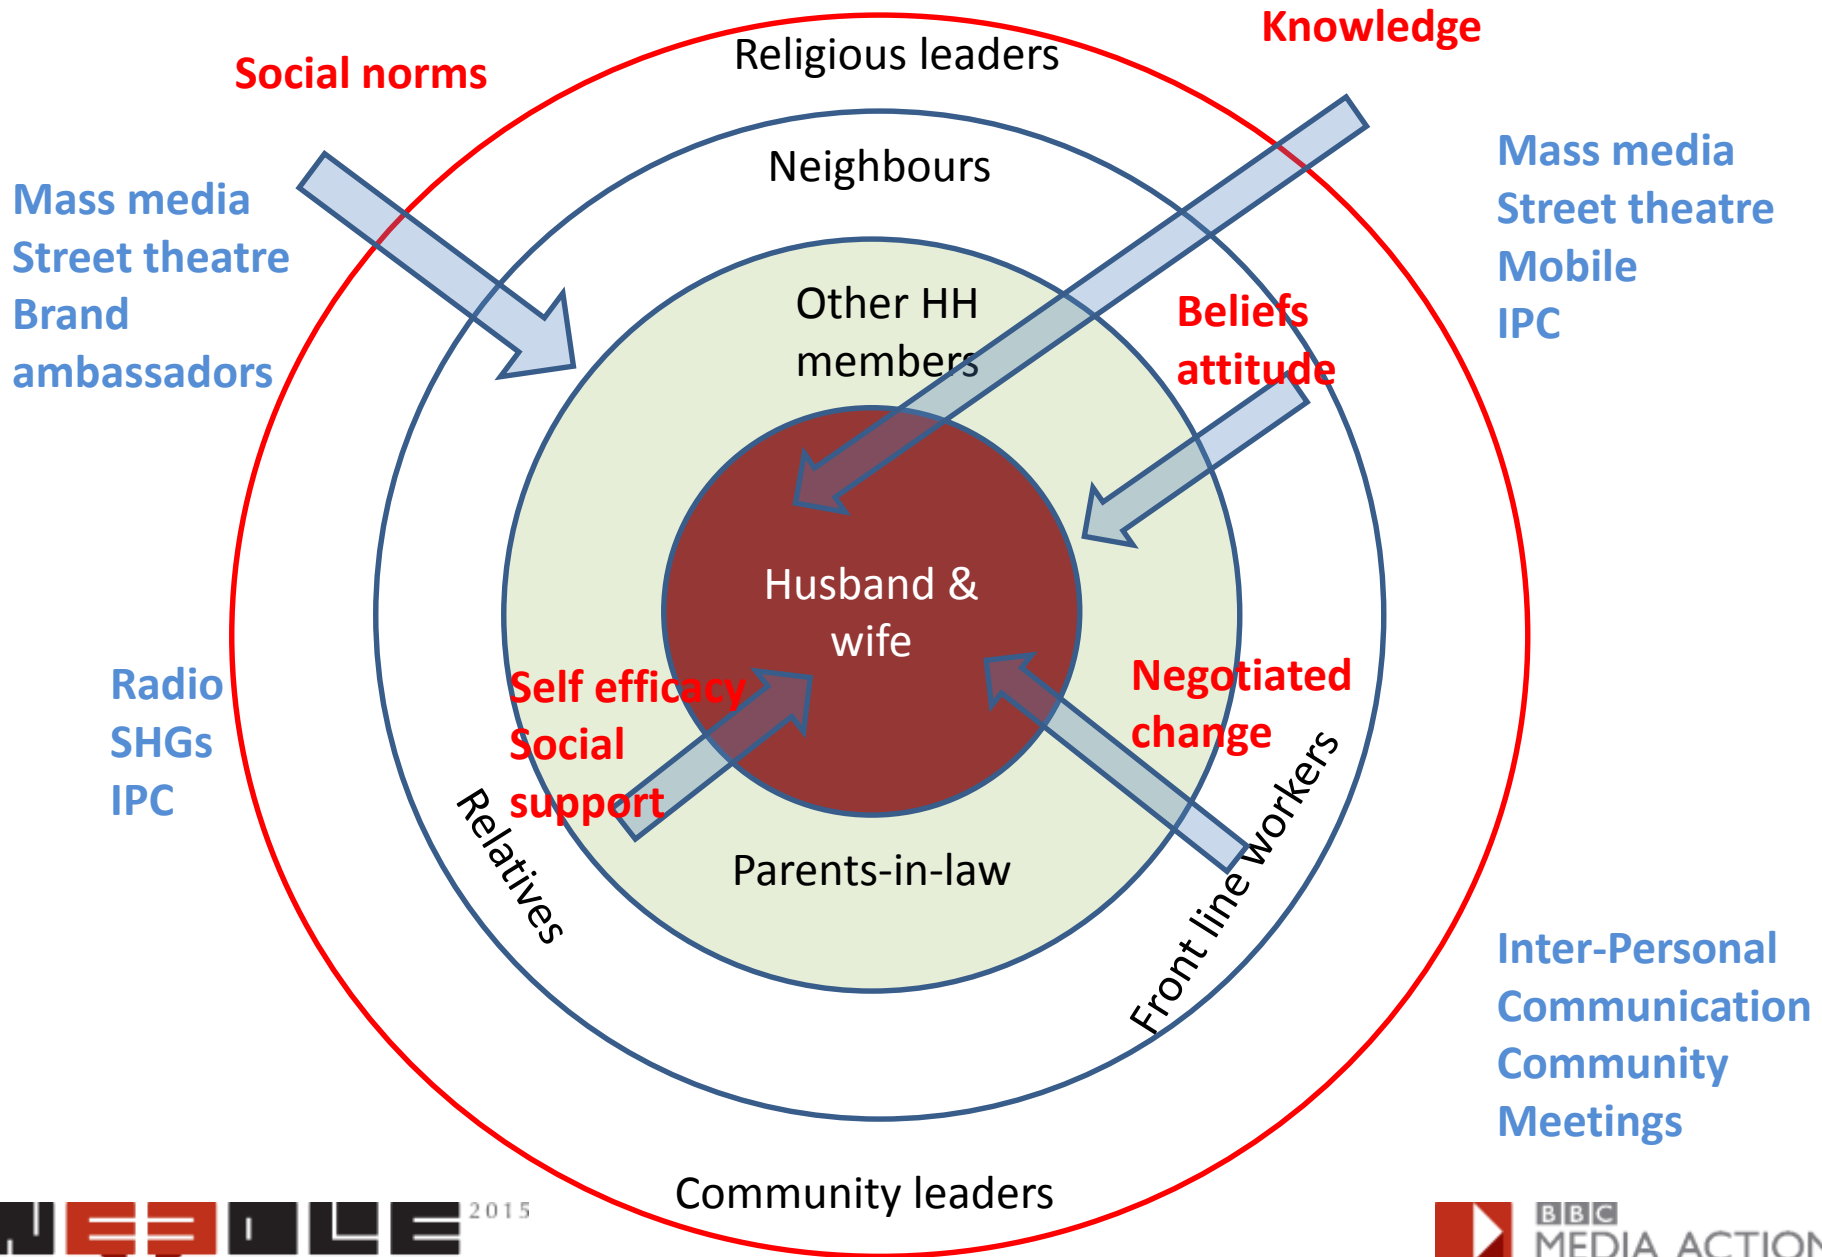 Knowledge
Religious leaders
Social norms
Neighbours
Mass media
Street theatre
Mobile
IPC
Mass media
Street theatre
Brand
ambassadors
Other HH
members
Beliefs
attitude
Husband &
wife
Self efficacy
Social
support
Negotiated
change
Radio
SHGs
IPC
Relatives
Parents-in-law
Front line workers
Inter-Personal
Communication
Community
Meetings
Community leaders
2015
BBC
MEDIA ACTION